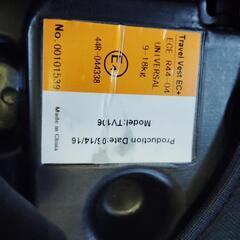 Travel Vest EC+
ECE R44-04
UNIVERSAL
9-18kg
E4
44R-044338
No. 00101539
Made in China
Model:TV106
Production Date:03/14/16